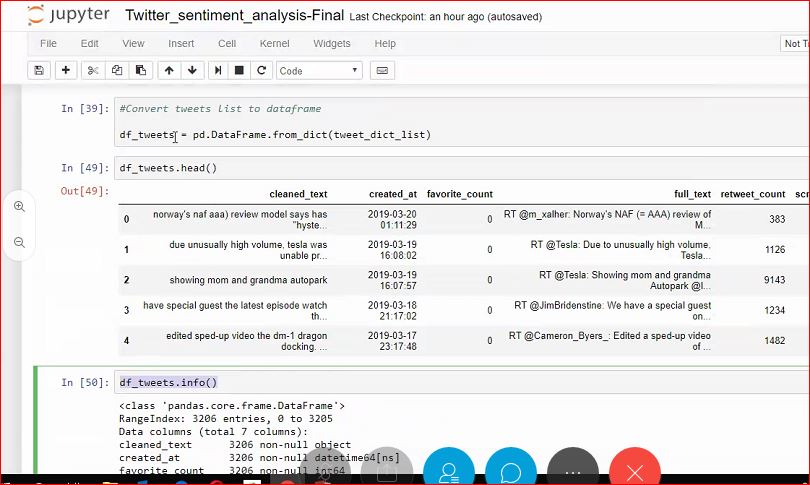 jupyter Twitter_sentiment_analysis-Final Last Checkpoint: an hour ago (autosaved)
File Edit View Insert Cell Kernel Widgets Help Not T
Code
In [39]: #Convert tweets list to dataframe
df_tweets = pd.DataFrame.from_dict(tweet_dict_list)
In [49]: df_tweets.head()
Out[49]: cleaned_text created_at favorite_count full_text retweet_count scr
0 norway's naf aaa) review model says has "hyste... 2019-03-20 01:11:29 0 RT @m_xalher: Norway's NAF (= AAA) review of M... 383
1 due unusually high volume, tesla was unable pr... 2019-03-19 16:08:02 0 RT @Tesla: Due to unusually high volume, Tesla... 1126
2 showing mom and grandma autopark 2019-03-19 16:07:57 0 RT @Tesla: Showing mom and grandma Autopark @I... 9143
3 have special guest the latest episode watch th... 2019-03-18 21:17:02 0 RT @JimBridenstine: We have a special guest on... 1234
4 edited sped-up video the dm-1 dragon docking. ... 2019-03-17 23:17:48 0 RT @Cameron_Byers_: Edited a sped-up video of ... 1482
In [50]: df_tweets.info()
<class 'pandas.core.frame.DataFrame'>
RangeIndex: 3206 entries, 0 to 3205
Data columns (total 7 columns):
cleaned_text 3206 non-null object
created_at 3206 non-null datetime64[ns]
favorite_count 3206 non-null int64